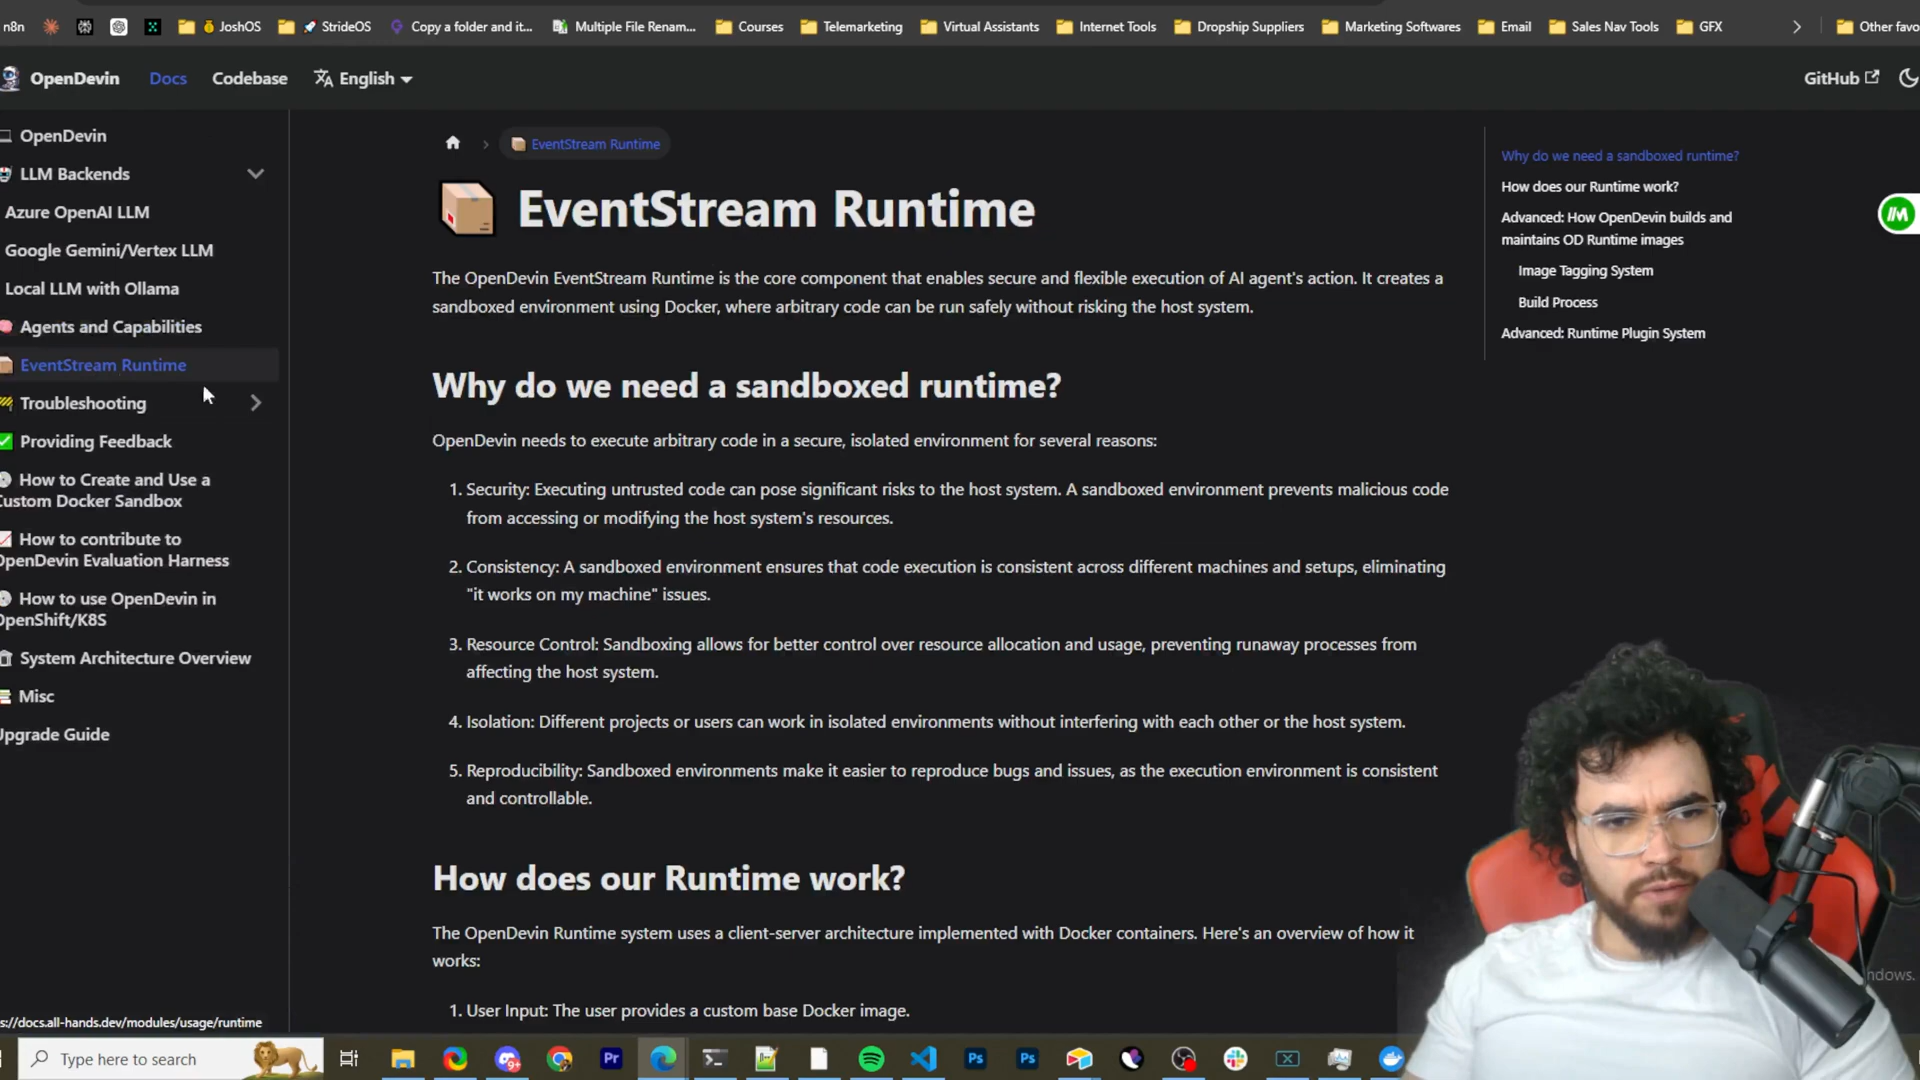 n8n JoshOS StrideOS Copy a folder and it... Multiple File Renam... Courses Telemarketing Virtual Assistants Internet Tools Dropship Suppliers Marketing Softwares Email Sales Nav Tools GFX Other favo
OpenDevin Docs Codebase English GitHub
OpenDevin
LLM Backends
Azure OpenAI LLM
Google Gemini/Vertex LLM
Local LLM with Ollama
Agents and Capabilities
EventStream Runtime
Troubleshooting
Providing Feedback
How to Create and Use a
Custom Docker Sandbox
How to contribute to
OpenDevin Evaluation Harness
How to use OpenDevin in
OpenShift/K8S
System Architecture Overview
Misc
Upgrade Guide
EventStream Runtime
EventStream Runtime
The OpenDevin EventStream Runtime is the core component that enables secure and flexible execution of AI agent's action. It creates a
sandboxed environment using Docker, where arbitrary code can be run safely without risking the host system.
Why do we need a sandboxed runtime?
OpenDevin needs to execute arbitrary code in a secure, isolated environment for several reasons:
1. Security: Executing untrusted code can pose significant risks to the host system. A sandboxed environment prevents malicious code
from accessing or modifying the host system's resources.
2. Consistency: A sandboxed environment ensures that code execution is consistent across different machines and setups, eliminating
"it works on my machine" issues.
3. Resource Control: Sandboxing allows for better control over resource allocation and usage, preventing runaway processes from
affecting the host system.
4. Isolation: Different projects or users can work in isolated environments without interfering with each other or the host system.
5. Reproducibility: Sandboxed environments make it easier to reproduce bugs and issues, as the execution environment is consistent
and controllable.
How does our Runtime work?
The OpenDevin Runtime system uses a client-server architecture implemented with Docker containers. Here's an overview of how it
works:
1. User Input: The user provides a custom base Docker image.
Why do we need a sandboxed runtime?
How does our Runtime work?
Advanced: How OpenDevin builds and
maintains OD Runtime images
Image Tagging System
Build Process
Advanced: Runtime Plugin System
ndows.
s://docs.all-hands.dev/modules/usage/runtime
Type here to search
Pr
Ps
Ps